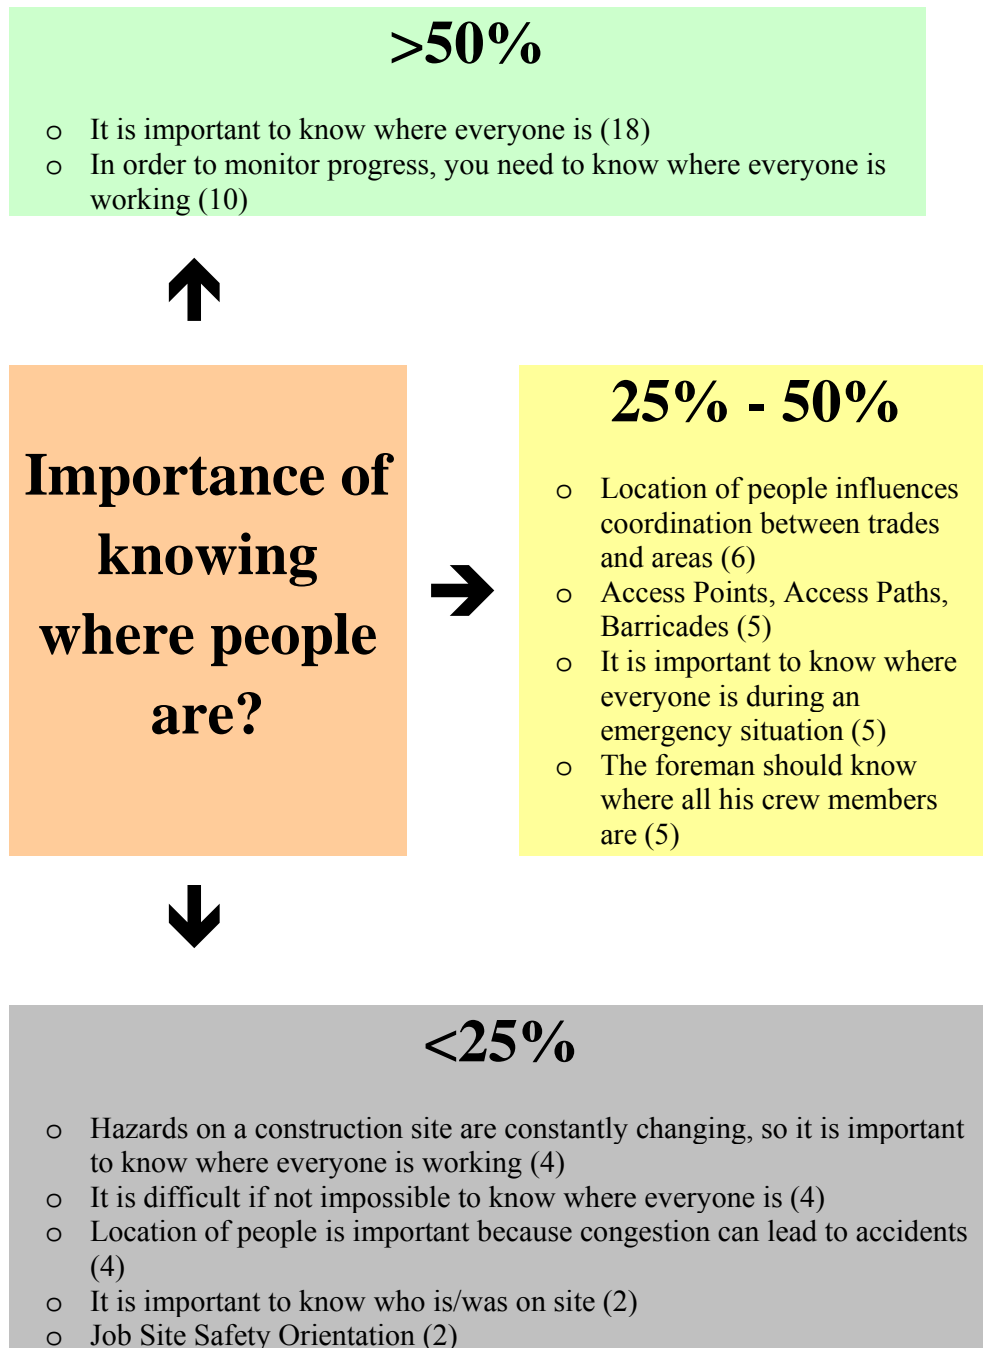 >50%
o It is important to know where everyone is (18)
o In order to monitor progress, you need to know where everyone is
working (10)
Importance of
knowing
where people
are?
25% - 50%
o Location of people influences
coordination between trades
and areas (6)
o Access Points, Access Paths,
Barricades (5)
o It is important to know where
everyone is during an
emergency situation (5)
o The foreman should know
where all his crew members
are (5)
<25%
o Hazards on a construction site are constantly changing, so it is important
to know where everyone is working (4)
o It is difficult if not impossible to know where everyone is (4)
o Location of people is important because congestion can lead to accidents
(4)
o It is important to know who is/was on site (2)
o Job Site Safety Orientation (2)